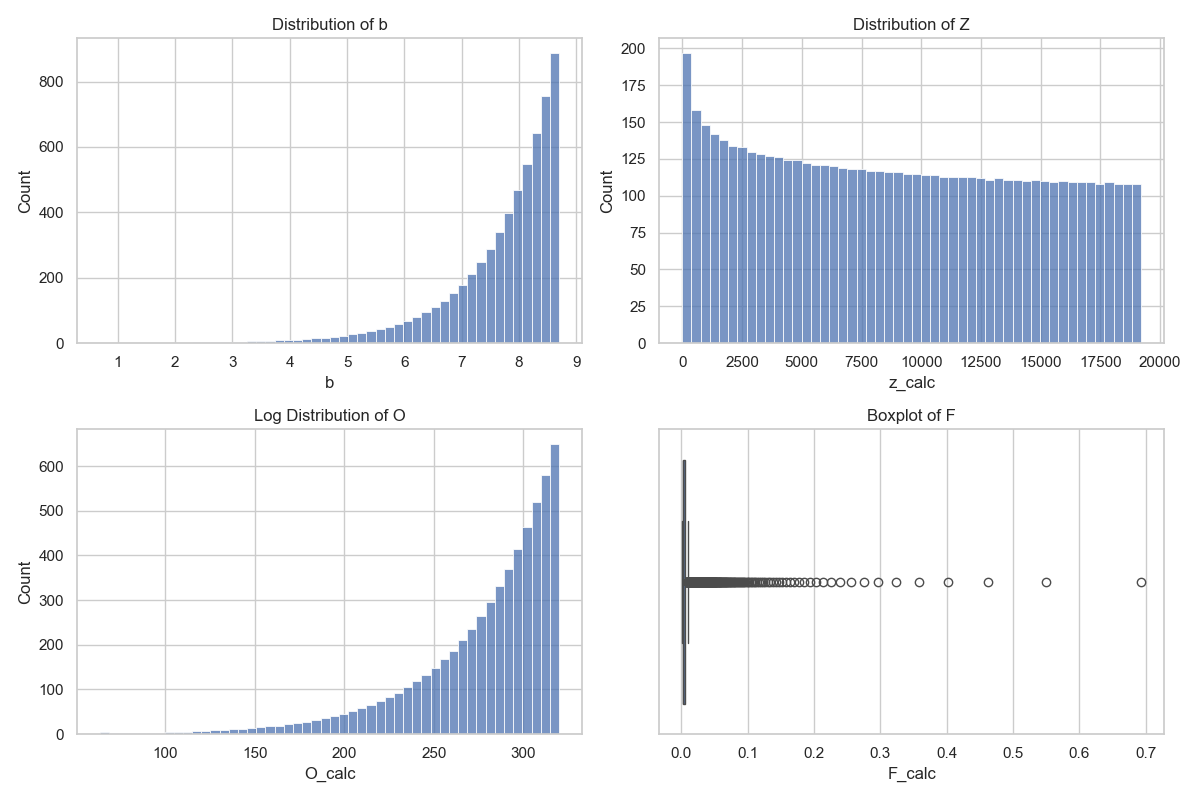 Distribution of b
800
600
400
200
0
Count
1 2 3 4 5 6 7 8 9
b
Distribution of Z
200
175
150
125
100
75
50
25
0
Count
0 2500 5000 7500 10000 12500 15000 17500 20000
z_calc
Log Distribution of O
600
500
400
300
200
100
0
Count
100 150 200 250 300
O_calc
Boxplot of F
0.0 0.1 0.2 0.3 0.4 0.5 0.6 0.7
F_calc